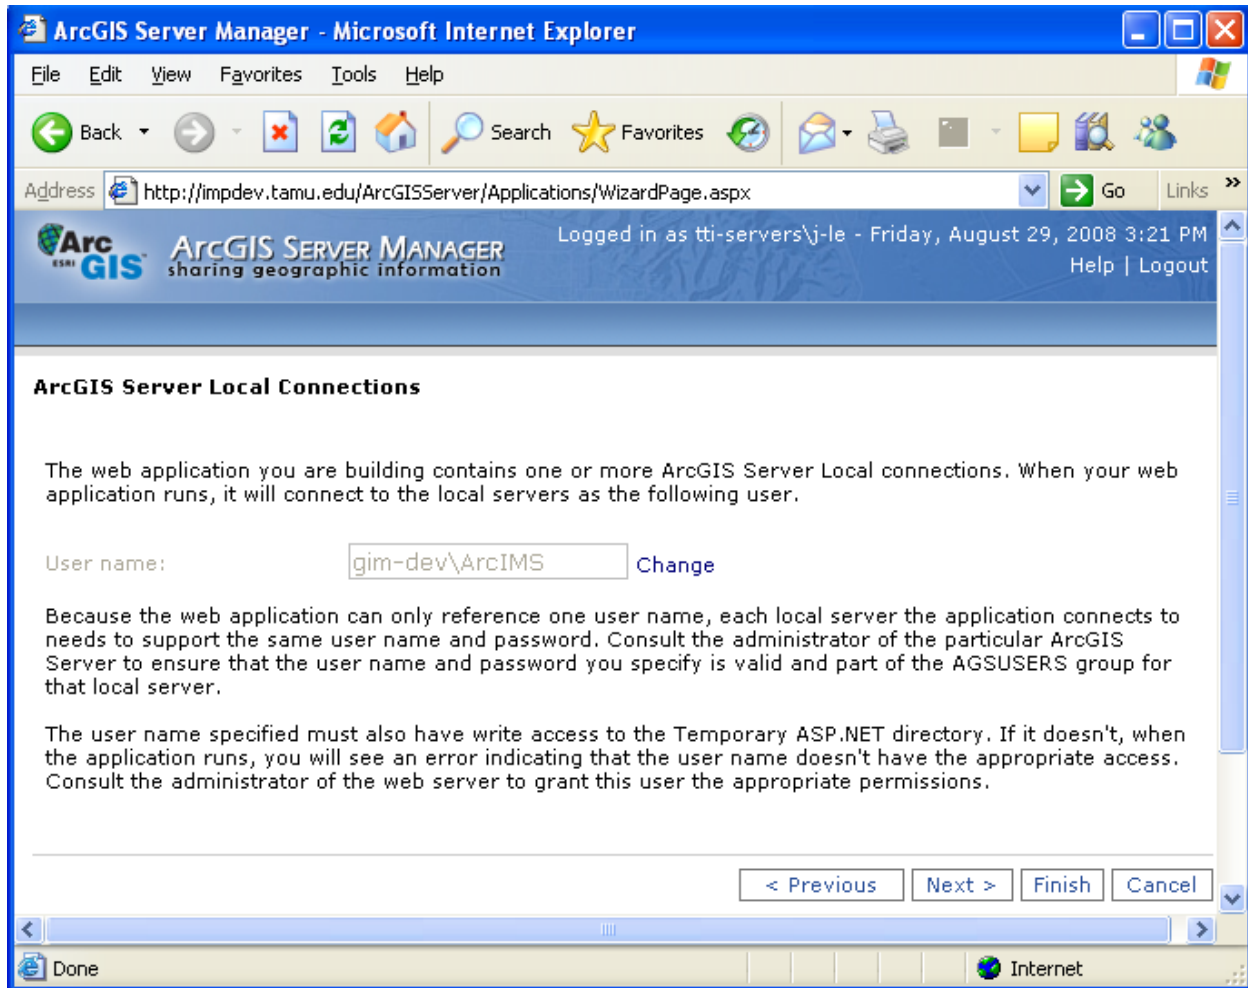 ArcGIS Server Manager - Microsoft Internet Explorer
File Edit View Favorites Tools Help
Back Search Favorites
Address http://impdev.tamu.edu/ArcGISServer/Applications/WizardPage.aspx Go Links »
Arc GIS ESRI ArcGIS SERVER MANAGER Logged in as tti-servers\j-le - Friday, August 29, 2008 3:21 PM
sharing geographic information Help | Logout
ArcGIS Server Local Connections
The web application you are building contains one or more ArcGIS Server Local connections. When your web
application runs, it will connect to the local servers as the following user.
User name: gim-dev\ArcIMS Change
Because the web application can only reference one user name, each local server the application connects to
needs to support the same user name and password. Consult the administrator of the particular ArcGIS
Server to ensure that the user name and password you specify is valid and part of the AGSUSERS group for
that local server.
The user name specified must also have write access to the Temporary ASP.NET directory. If it doesn't, when
the application runs, you will see an error indicating that the user name doesn't have the appropriate access.
Consult the administrator of the web server to grant this user the appropriate permissions.
< Previous Next > Finish Cancel
Done Internet